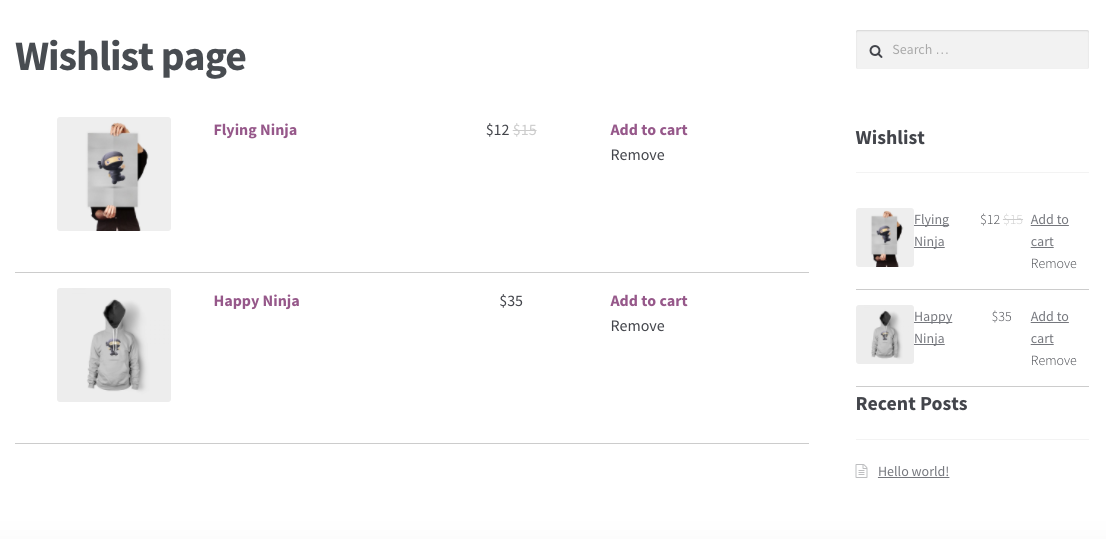 Wishlist page
Flying Ninja $12 $15 Add to cart
Remove
Happy Ninja $35 Add to cart
Remove
Search …
Wishlist
Flying $12 $15 Add to
Ninja cart
Remove
Happy $35 Add to
Ninja cart
Remove
Recent Posts
Hello world!